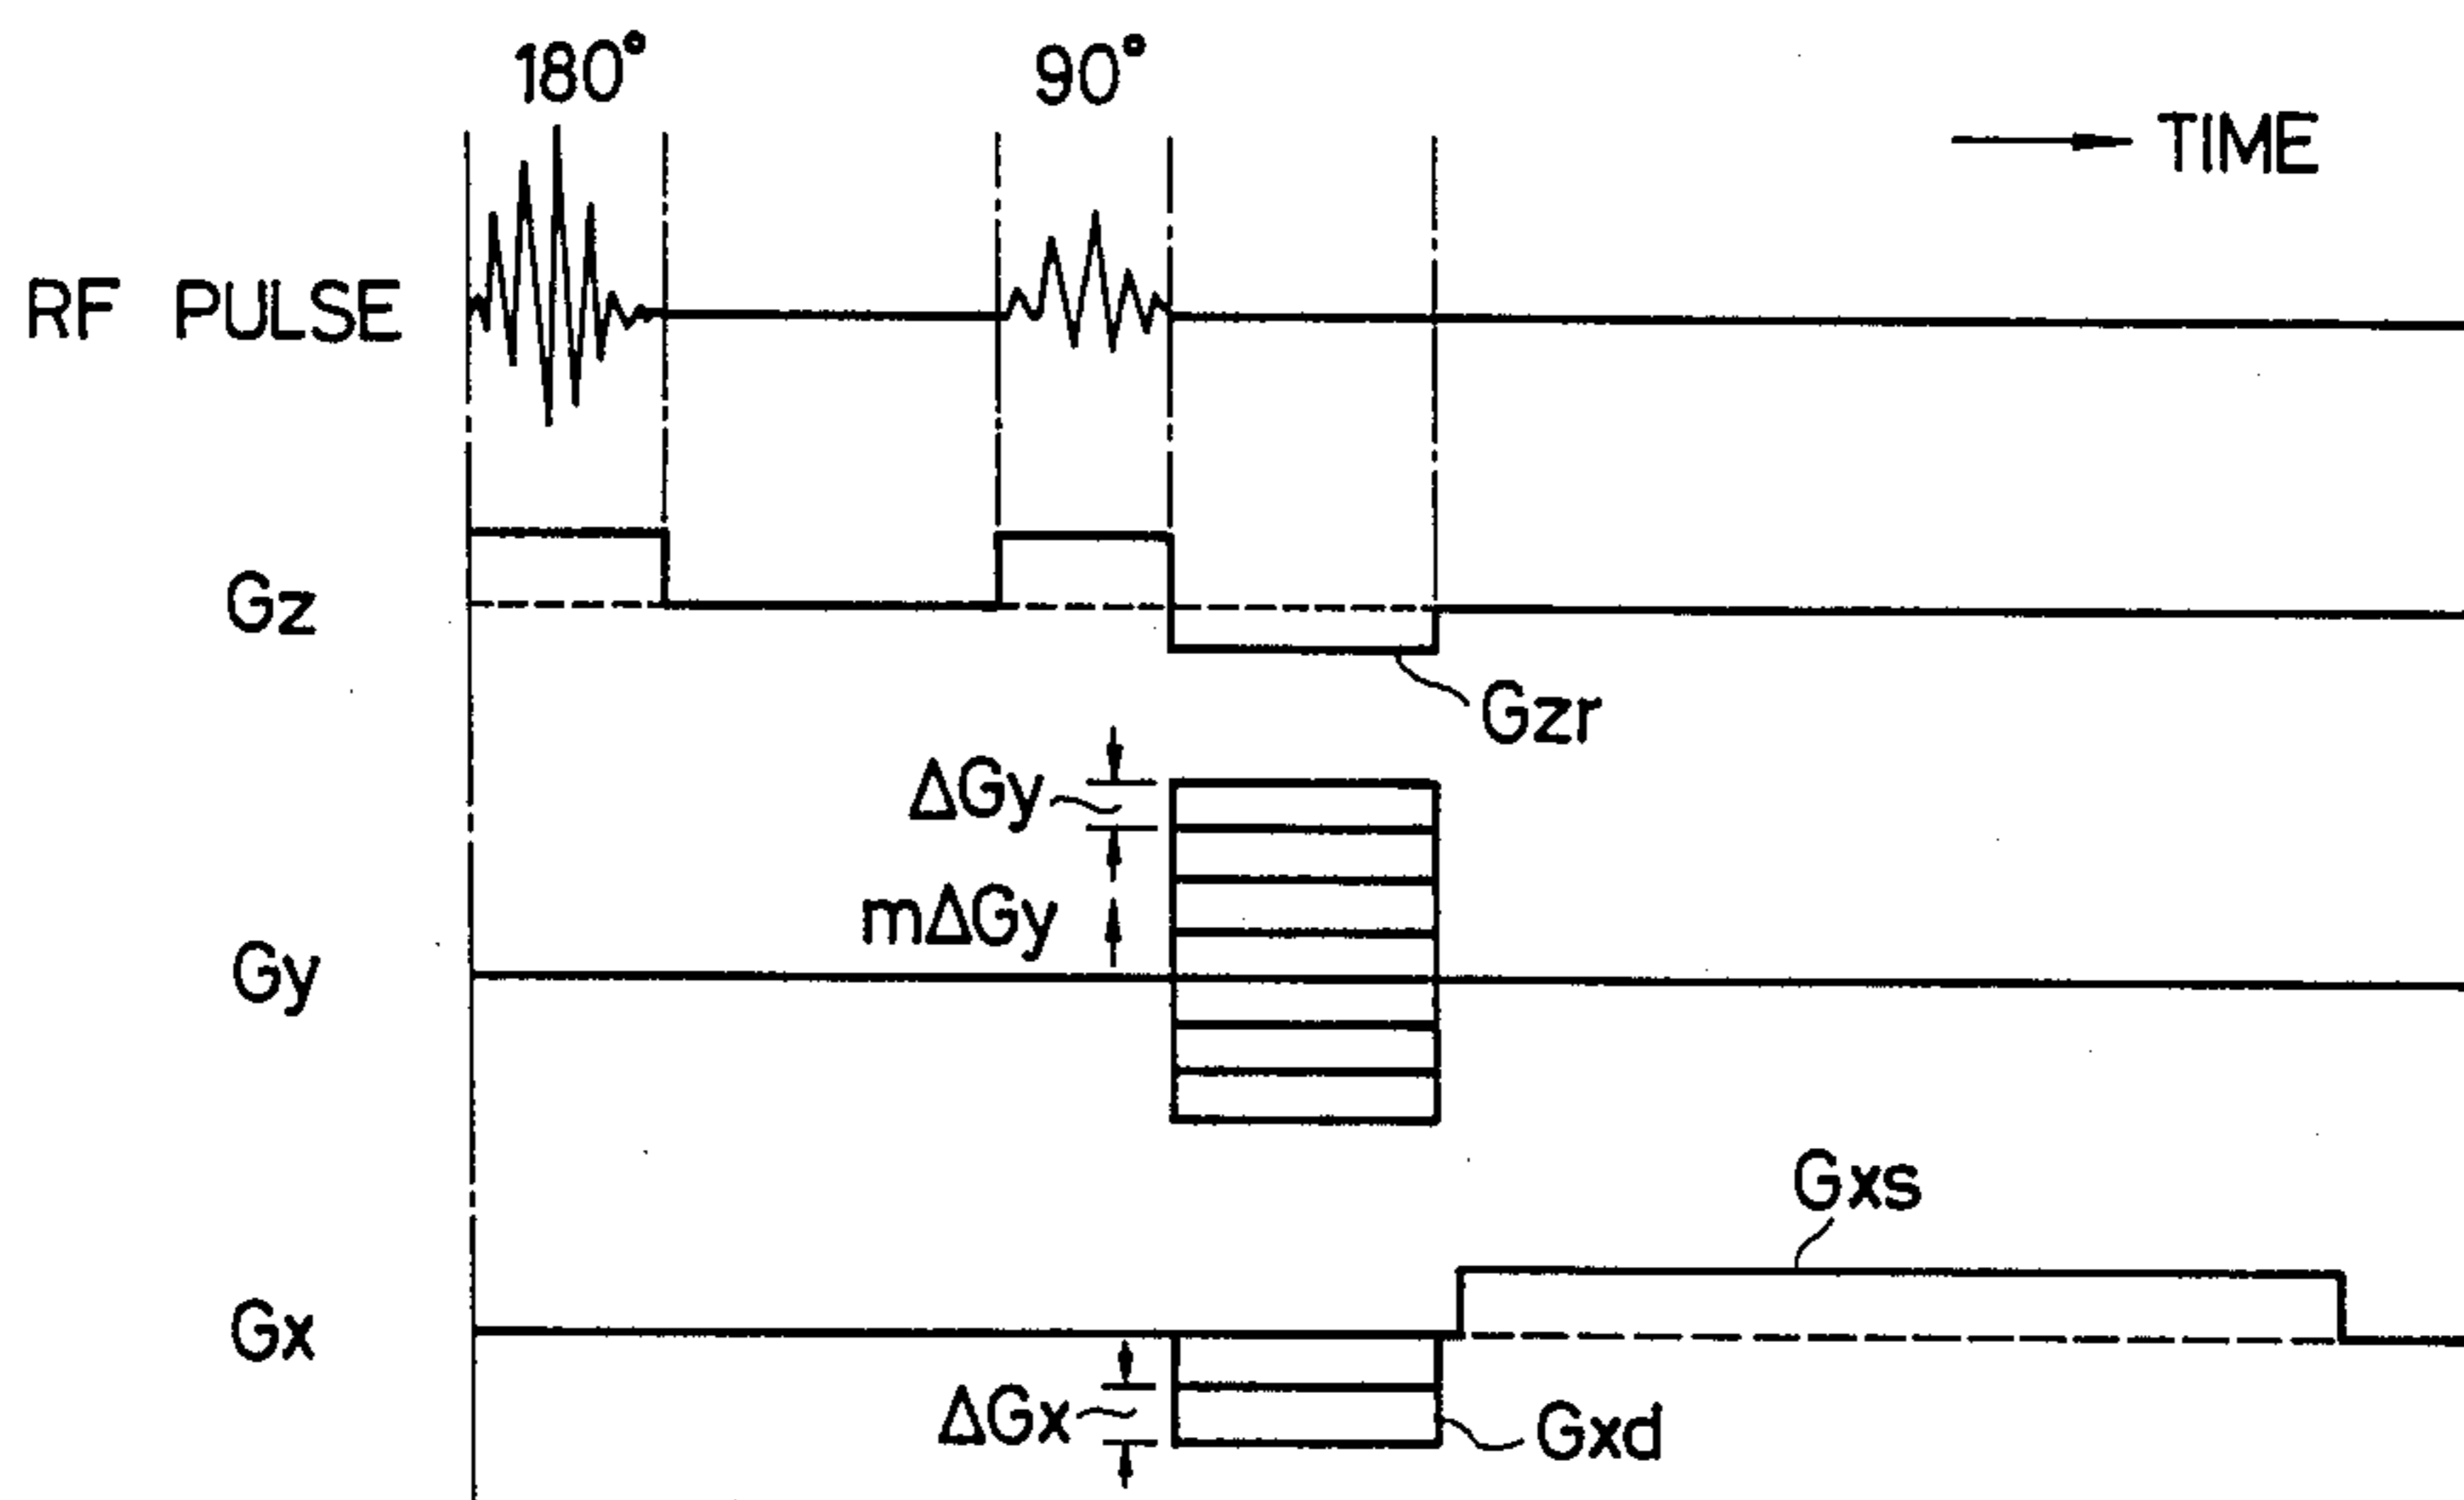 180°
90°
TIME
RF PULSE
Gz
Gzr
ΔGy
mΔGy
Gy
Gxs
Gx
ΔGx
Gxd